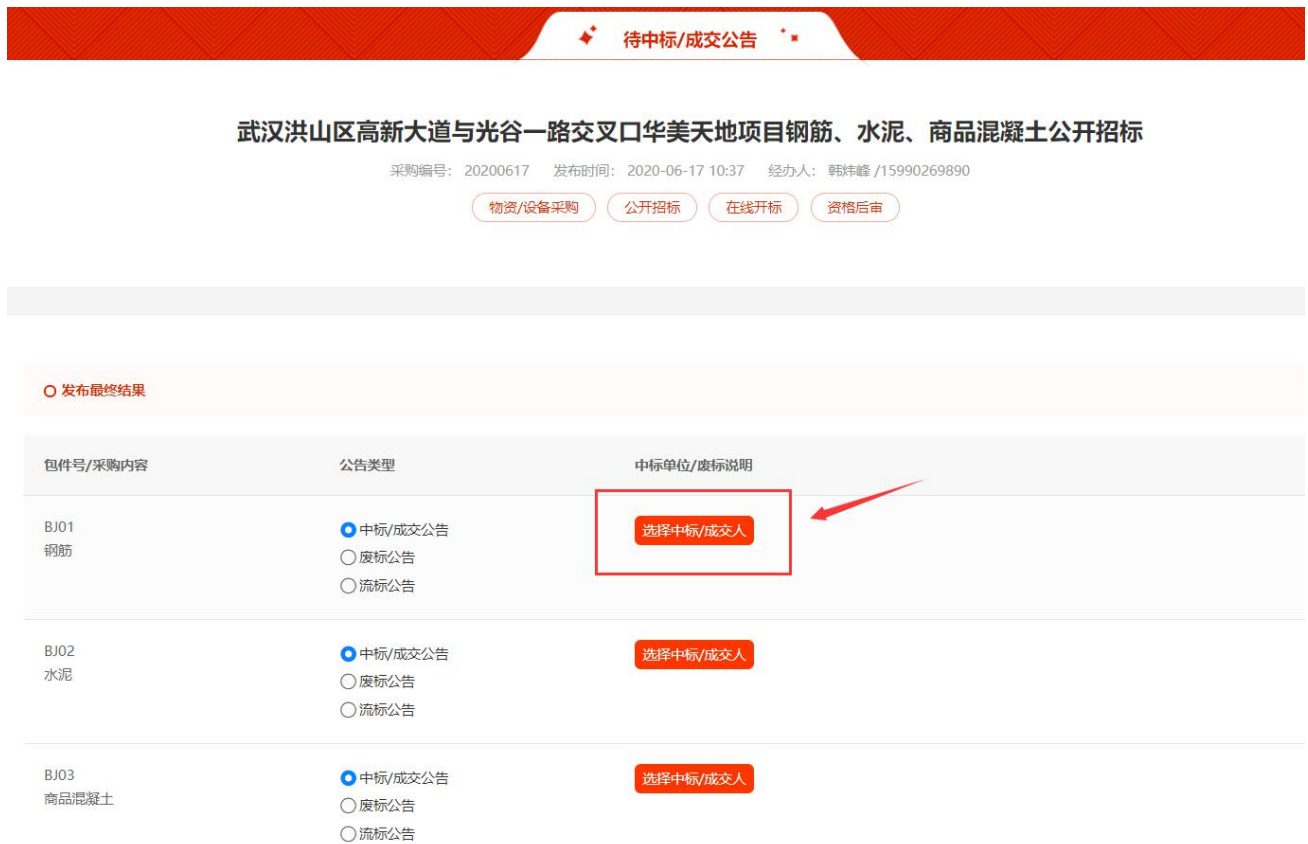 待中标/成交公告
武汉洪山区高新大道与光谷一路交叉口华美天地项目钢筋、水泥、商品混凝土公开招标
采购编号： 20200617 发布时间： 2020-06-17 10:37 经办人： 韩炜峰 /15990269890
物资/设备采购 公开招标 在线开标 资格后审
发布最终结果
包件号/采购内容 公告类型 中标单位/废标说明
BJ01
钢筋
中标/成交公告
废标公告
流标公告
选择中标/成交人
BJ02
水泥
中标/成交公告
废标公告
流标公告
选择中标/成交人
BJ03
商品混凝土
中标/成交公告
废标公告
流标公告
选择中标/成交人